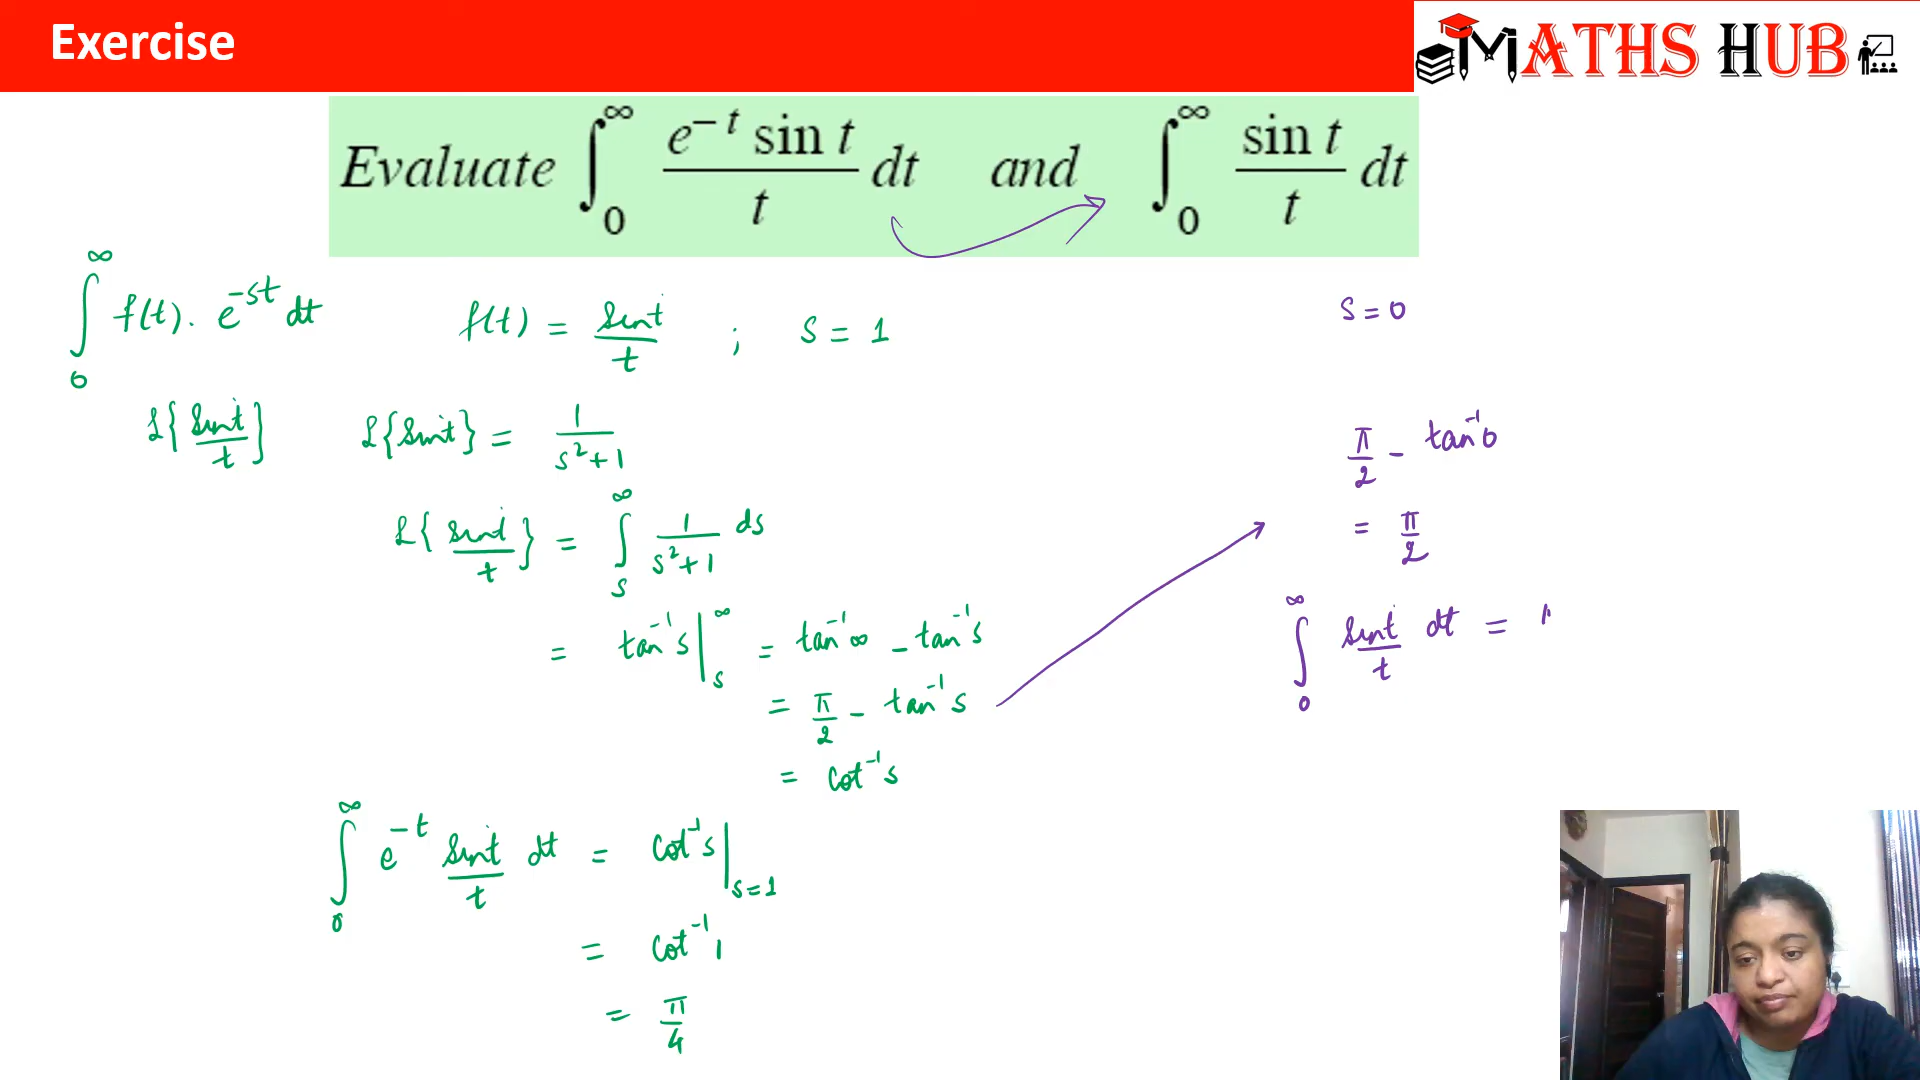 Exercise
MATHS HUB
Evaluate ∫₀^∞ (e^{-t} sin t)/t dt and ∫₀^∞ (sin t)/t dt
∫₀^∞ f(t). e^{-st} dt
f(t) = sint/t ; s = 1
L{sint/t} L{sint} = 1/(s²+1)
L{sint/t} = ∫ₛ^∞ 1/(s²+1) ds
= tan⁻¹s |ₛ^∞ = tan⁻¹∞ - tan⁻¹s
= π/2 - tan⁻¹s
= cot⁻¹s
∫₀^∞ e^{-t} sint/t dt = cot⁻¹s |ₛ₌₁
= cot⁻¹1
= π/4
s = 0
π/2 - tan⁻¹0
= π/2
∫₀^∞ sint/t dt =